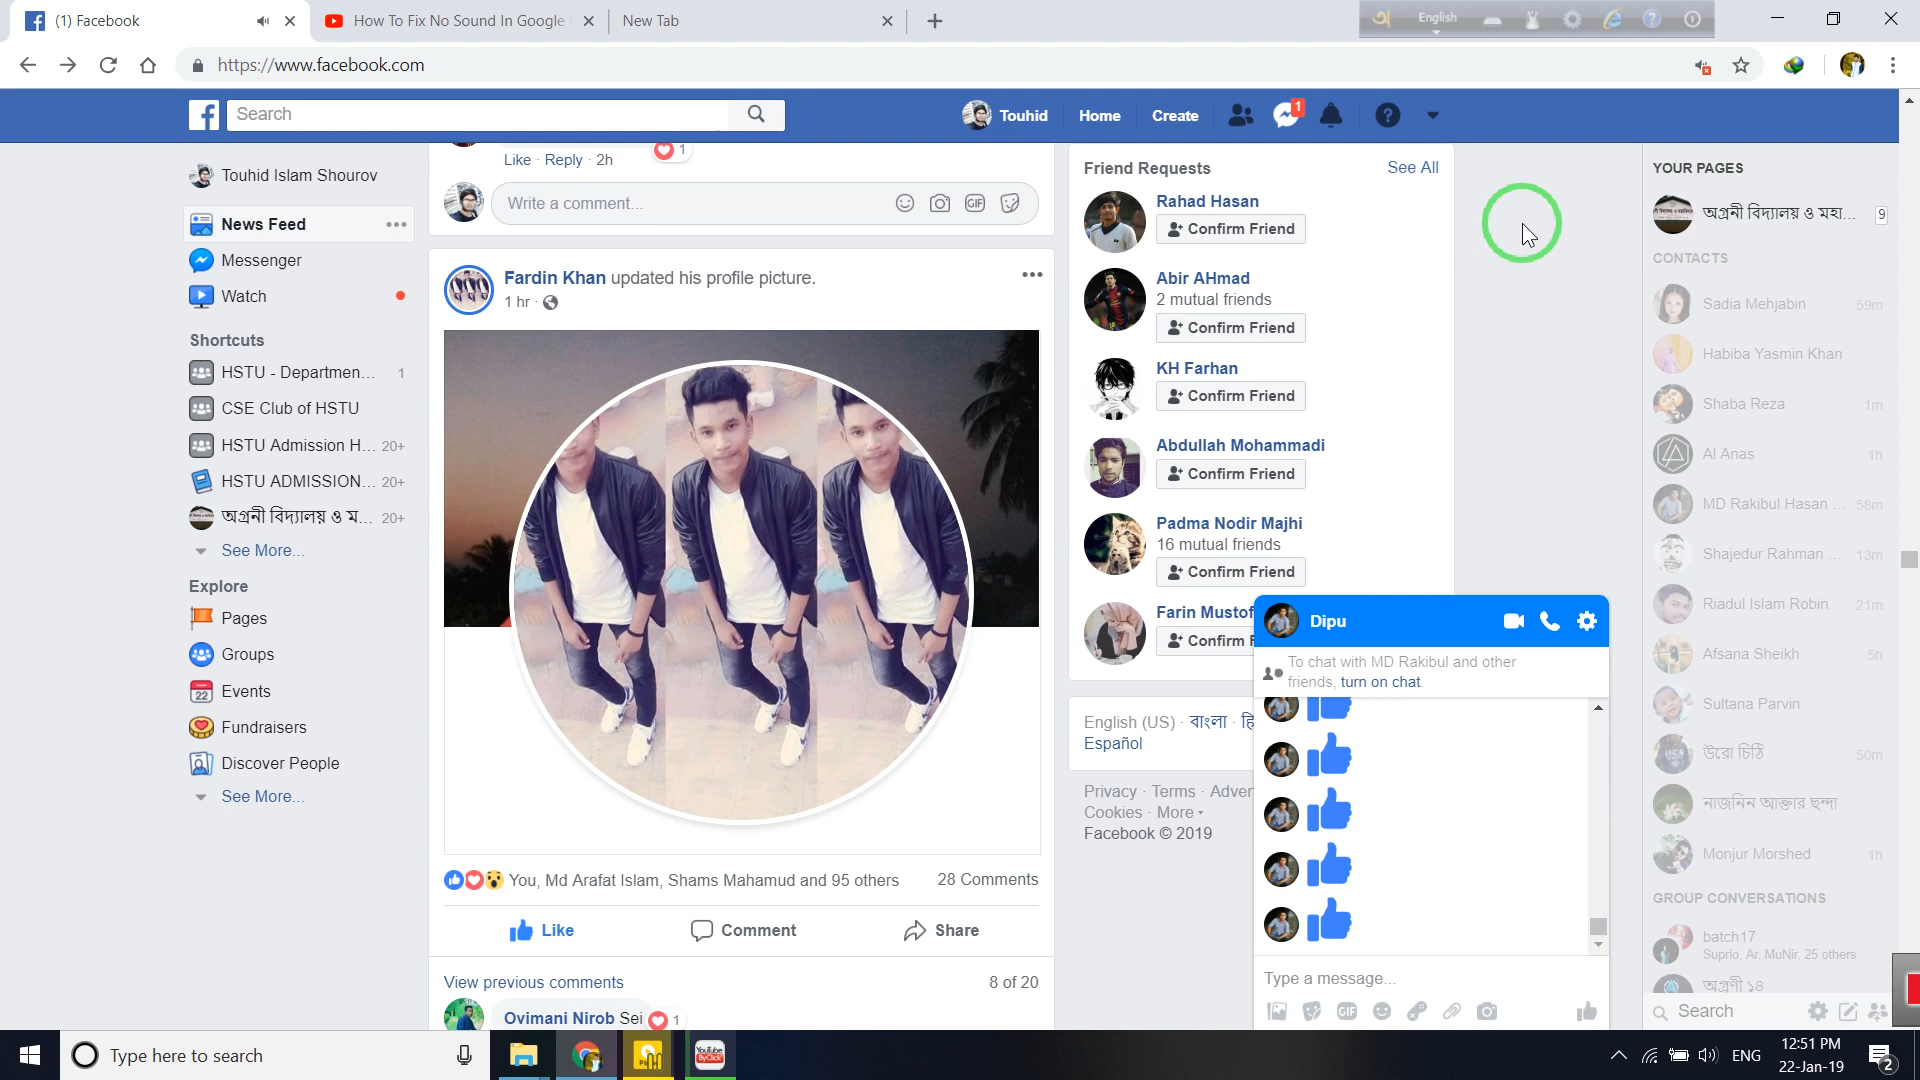 (1) Facebook
How To Fix No Sound In Google
New Tab
English
https://www.facebook.com
Search
Touhid
Home
Create
1
Touhid Islam Shourov
News Feed
Messenger
Watch
Shortcuts
HSTU - Departmen... 1
CSE Club of HSTU
HSTU Admission H... 20+
HSTU ADMISSION... 20+
অগ্রনী বিদ্যালয় ও ম... 20+
See More...
Explore
Pages
Groups
22 Events
Fundraisers
Discover People
See More...
Like · Reply · 2h 1
Write a comment...
GIF
Fardin Khan updated his profile picture.
1 hr ·
You, Md Arafat Islam, Shams Mahamud and 95 others 28 Comments
Like Comment Share
View previous comments 8 of 20
Ovimani Nirob Sei 1
Friend Requests See All
Rahad Hasan
Confirm Friend
Abir AHmad
2 mutual friends
Confirm Friend
KH Farhan
Confirm Friend
Abdullah Mohammadi
Confirm Friend
Padma Nodir Majhi
16 mutual friends
Confirm Friend
Farin Mustof
Confirm F
English (US) · বাংলা · हि
Español
Privacy · Terms · Adver
Cookies · More
Facebook © 2019
Dipu
To chat with MD Rakibul and other
friends, turn on chat.
Type a message...
GIF
YOUR PAGES
অগ্রনী বিদ্যালয় ও মহা... 9
CONTACTS
Sadia Mehjabin 59m
Habiba Yasmin Khan
Shaba Reza 1m
Al Anas 1h
MD Rakibul Hasan ... 58m
Shajedur Rahman ... 13m
Riadul Islam Robin 21m
Afsana Sheikh 5h
Sultana Parvin
উরো চিঠি 50m
নাজনিন আক্তার ছন্দা
Monjur Morshed 1h
GROUP CONVERSATIONS
batch17
Suprio, Ar, MuNir, 25 others
অগ্রণী ১৪
Search
Type here to search
YouTube
ByClick
ENG
12:51 PM
22-Jan-19
2